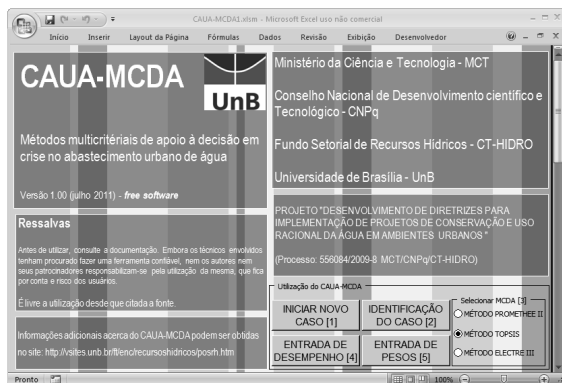 CAUA-MCDA1.xlsm - Microsoft Excel uso não comercial
Início Inserir Layout da Página Fórmulas Dados Revisão Exibição Desenvolvedor
CAUA-MCDA
UnB
Métodos multicritériais de apoio à decisão em
crise no abastecimento urbano de água
Versão 1.00 (julho 2011) - free software
Ressalvas
Antes de utilizar, consulte a documentação. Embora os técnicos envolvidos
tenham procurado fazer uma ferramenta confiável, nem os autores nem
seus patrocinadores responsabilizam-se pela utilização da mesma, que fica
por conta e risco dos usuários.
É livre a utilização desde que citada a fonte.
Informações adicionais acerca do CAUA-MCDA podem ser obtidas
no site: http://vsites.unb.br/ft/enc/recursoshidricos/posrh.htm
Ministério da Ciência e Tecnologia - MCT
Conselho Nacional de Desenvolvimento científico e
Tecnológico - CNPq
Fundo Setorial de Recursos Hídricos - CT-HIDRO
Universidade de Brasília - UnB
PROJETO "DESENVOLVIMENTO DE DIRETRIZES PARA
IMPLEMENTAÇÃO DE PROJETOS DE CONSERVAÇÃO E USO
RACIONAL DA ÁGUA EM AMBIENTES URBANOS "
(Processo: 556084/2009-8 MCT/CNPq/CT-HIDRO)
Utilização do CAUA-MCDA
INICIAR NOVO
CASO [1]
IDENTIFICAÇÃO
DO CASO [2]
ENTRADA DE
DESEMPENHO [4]
ENTRADA DE
PESOS [5]
Selecionar MCDA [3]
MÉTODO PROMETHEE II
MÉTODO TOPSIS
MÉTODO ELECTRE III
Pronto
100%